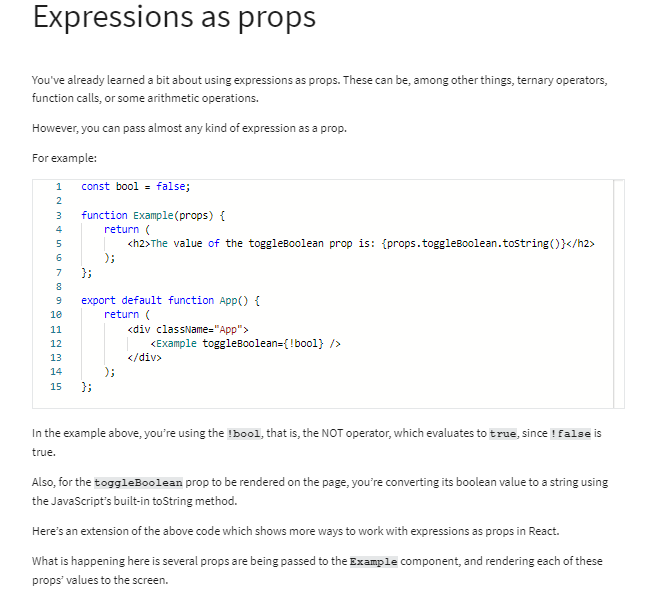 Expressions as props
You've already learned a bit about using expressions as props. These can be, among other things, ternary operators,
function calls, or some arithmetic operations.
However, you can pass almost any kind of expression as a prop.
For example:
1 const bool = false;
2
3 function Example(props) {
4 return (
5 <h2>The value of the toggleBoolean prop is: {props.toggleBoolean.toString()}</h2>
6 );
7 };
8
9 export default function App() {
10 return (
11 <div className="App">
12 <Example toggleBoolean={!bool} />
13 </div>
14 );
15 };
In the example above, you're using the !bool, that is, the NOT operator, which evaluates to true, since !false is
true.
Also, for the toggleBoolean prop to be rendered on the page, you're converting its boolean value to a string using
the JavaScript's built-in toString method.
Here's an extension of the above code which shows more ways to work with expressions as props in React.
What is happening here is several props are being passed to the Example component, and rendering each of these
props' values to the screen.